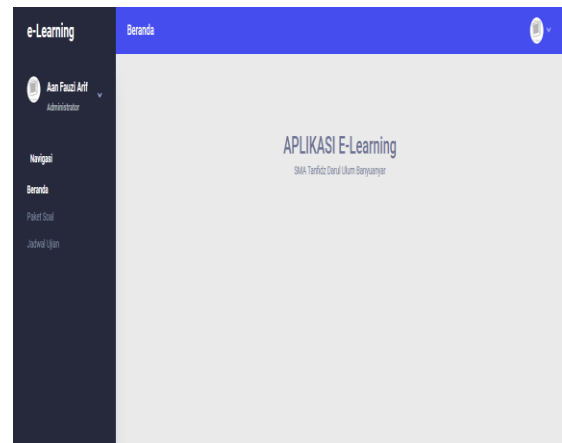 e-Learning
Beranda
Aan Fauzi Arif
Administrator
Navigasi
Beranda
Paket Soal
Jadwal Ujian
APLIKASI E-Learning
SMA Tanfidz Darul Ulum Banyuanyar